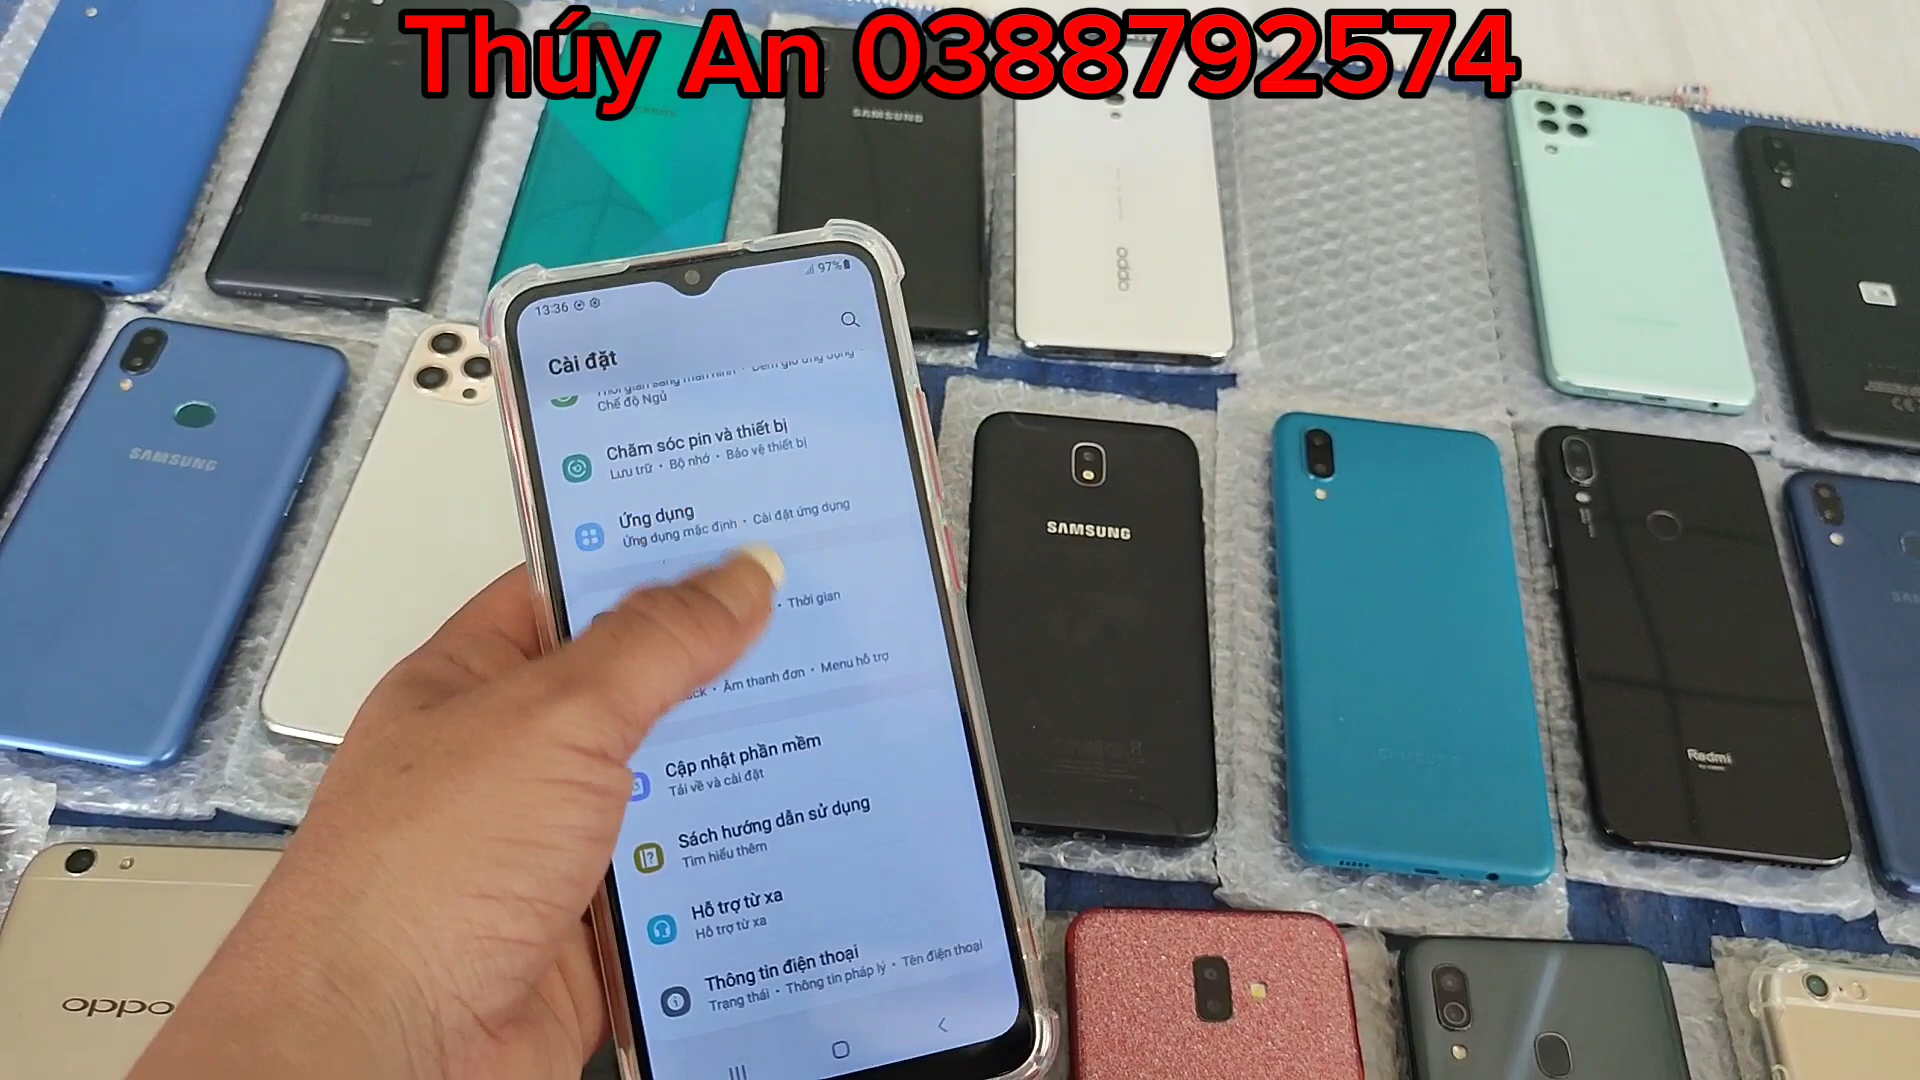 Thúy An 0388792574
SAMSUNG
oppo
SAMSUNG
13:36
97%
Cài đặt
Chế độ Ngủ
Chăm sóc pin và thiết bị
Lưu trữ • Bộ nhớ • Bảo vệ thiết bị
Ứng dụng
Ứng dụng mặc định • Cài đặt ứng dụng
• Thời gian
• Âm thanh đơn • Menu hỗ trợ
Cập nhật phần mềm
Tải về và cài đặt
Sách hướng dẫn sử dụng
Tìm hiểu thêm
Hỗ trợ từ xa
Hỗ trợ từ xa
Thông tin điện thoại
Trạng thái • Thông tin pháp lý • Tên điện thoại
SAMSUNG
SAMSUNG
SAMSUNG
Redmi
oppo